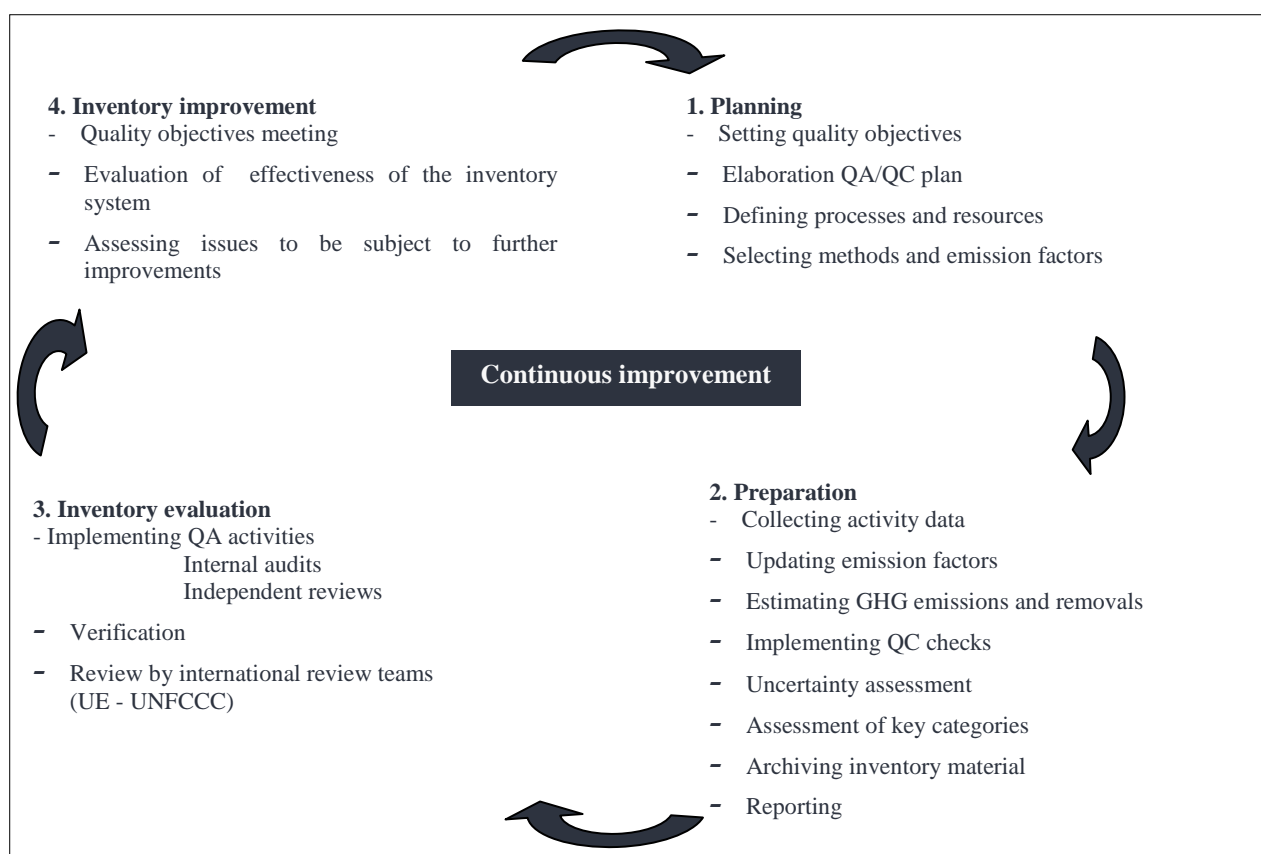 4. Inventory improvement
- Quality objectives meeting
- Evaluation of effectiveness of the inventory
system
- Assessing issues to be subject to further
improvements
1. Planning
- Setting quality objectives
- Elaboration QA/QC plan
- Defining processes and resources
- Selecting methods and emission factors
Continuous improvement
2. Preparation
- Collecting activity data
- Updating emission factors
- Estimating GHG emissions and removals
- Implementing QC checks
- Uncertainty assessment
- Assessment of key categories
- Archiving inventory material
- Reporting
3. Inventory evaluation
- Implementing QA activities
Internal audits
Independent reviews
- Verification
- Review by international review teams
(UE - UNFCCC)